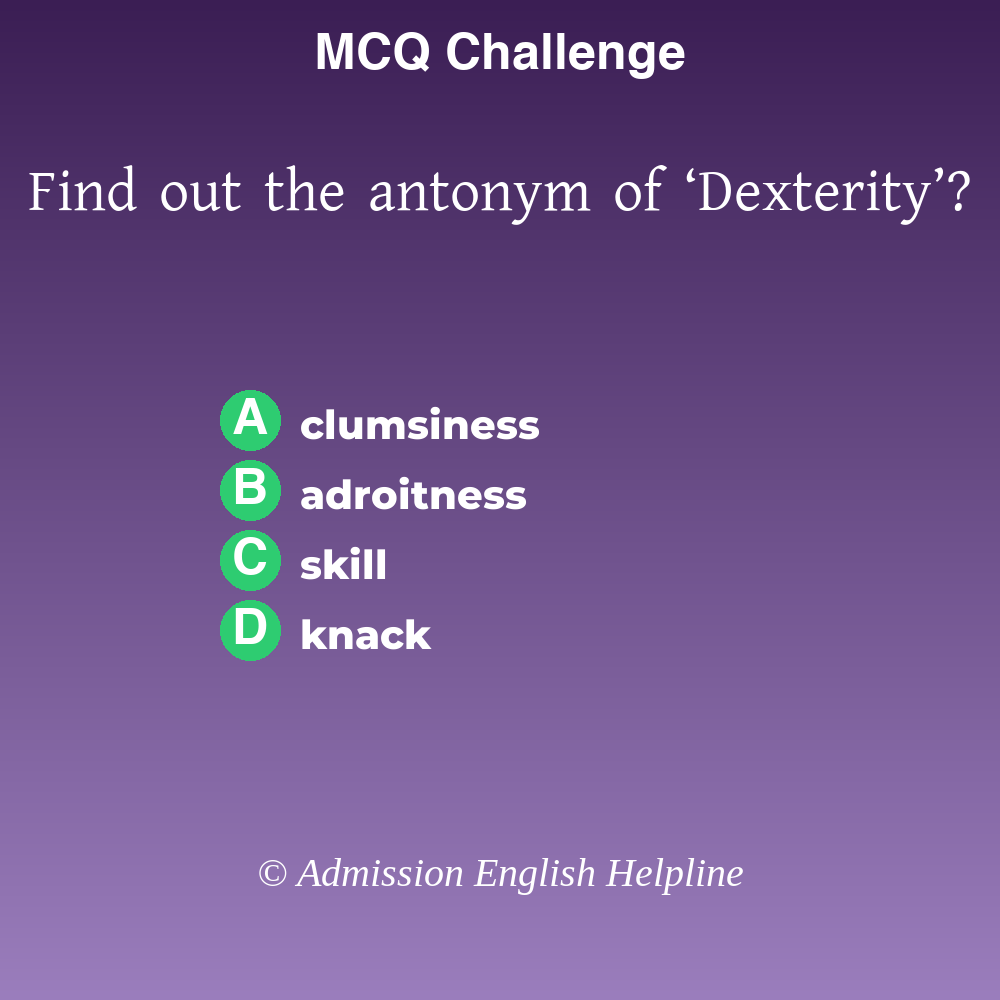 MCQ Challenge
Find out the antonym of ‘Dexterity’?
A clumsiness
B adroitness
C skill
D knack
© Admission English Helpline